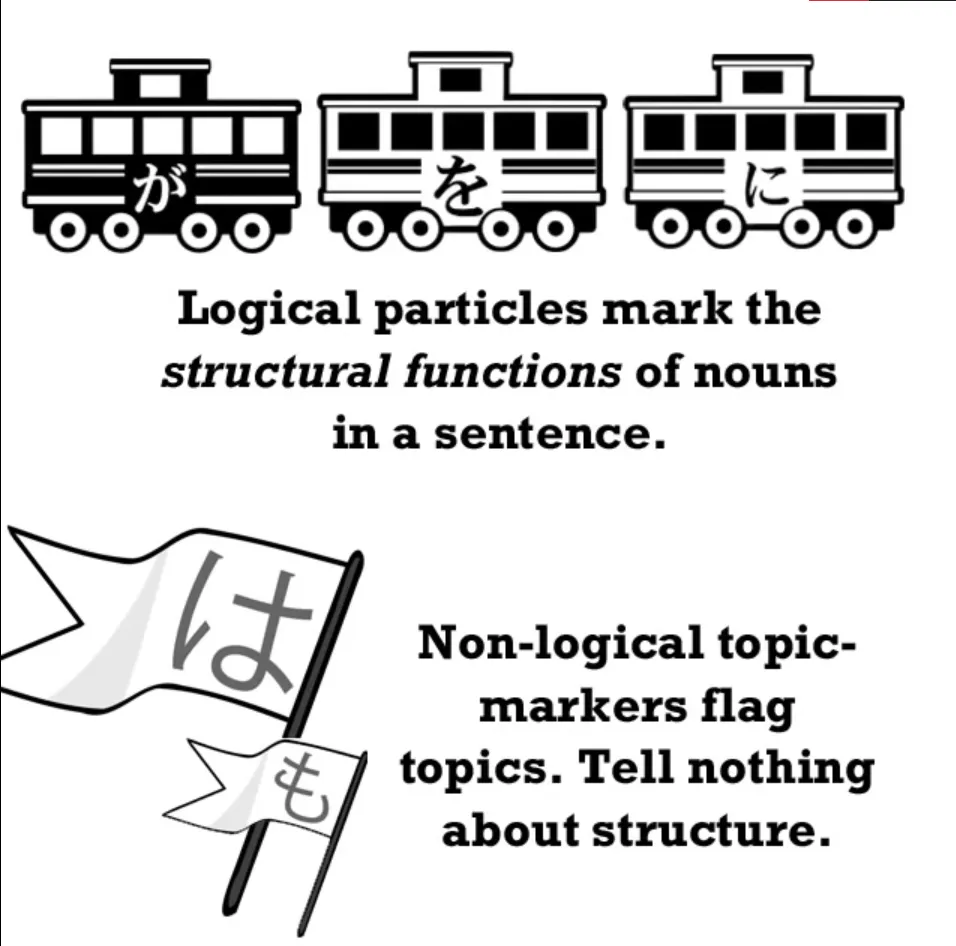 が を に
Logical particles mark the
structural functions of nouns
in a sentence.
は
も
Non-logical topic-
markers flag
topics. Tell nothing
about structure.